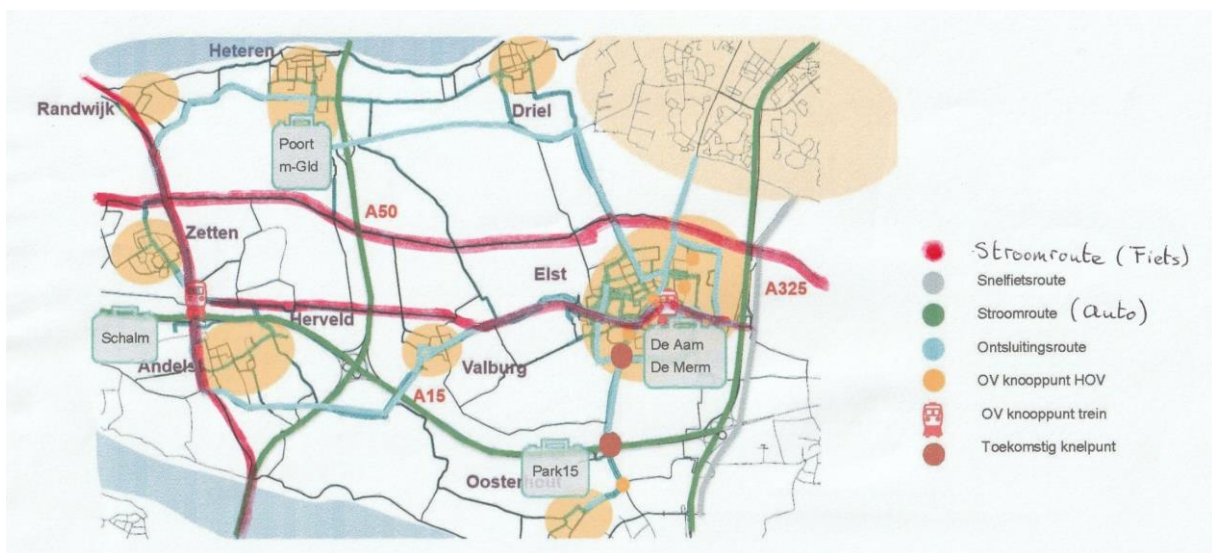 Heteren
Randwijk
Driel
Poort
m-Gld
A50
Zetten
Elst
A325
Herveld
Schalm
Andelst
Valburg
De Aam
De Merm
A15
Park15
Oosterhout
Stroomroute (Fiets)
Snelfietsroute
Stroomroute (auto)
Ontsluitingsroute
OV knooppunt HOV
OV knooppunt trein
Toekomstig knelpunt